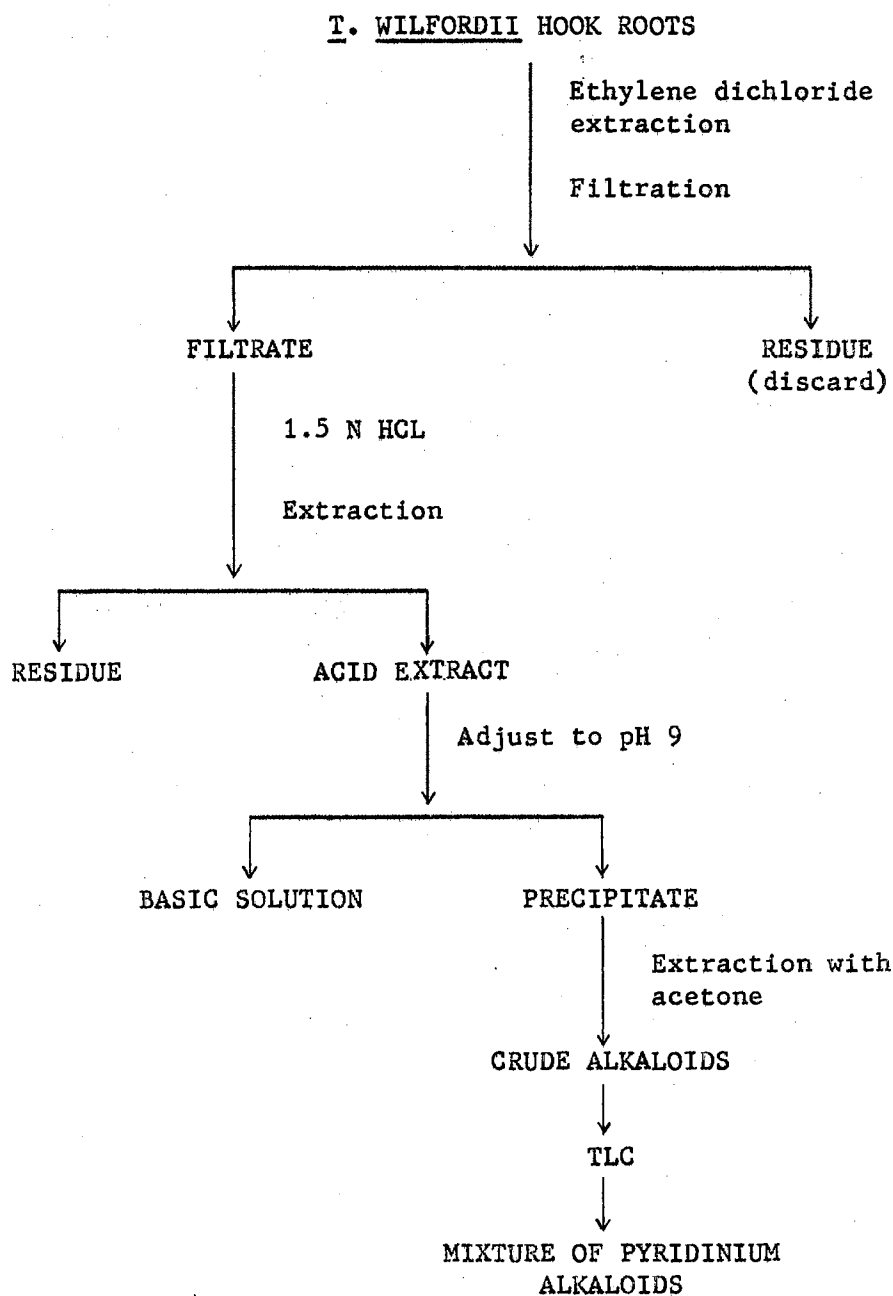 T. WILFORDII HOOK ROOTS
Ethylene dichloride
extraction
Filtration
FILTRATE
RESIDUE
(discard)
1.5 N HCL
Extraction
RESIDUE
ACID EXTRACT
Adjust to pH 9
BASIC SOLUTION
PRECIPITATE
Extraction with
acetone
CRUDE ALKALOIDS
TLC
MIXTURE OF PYRIDINIUM
ALKALOIDS